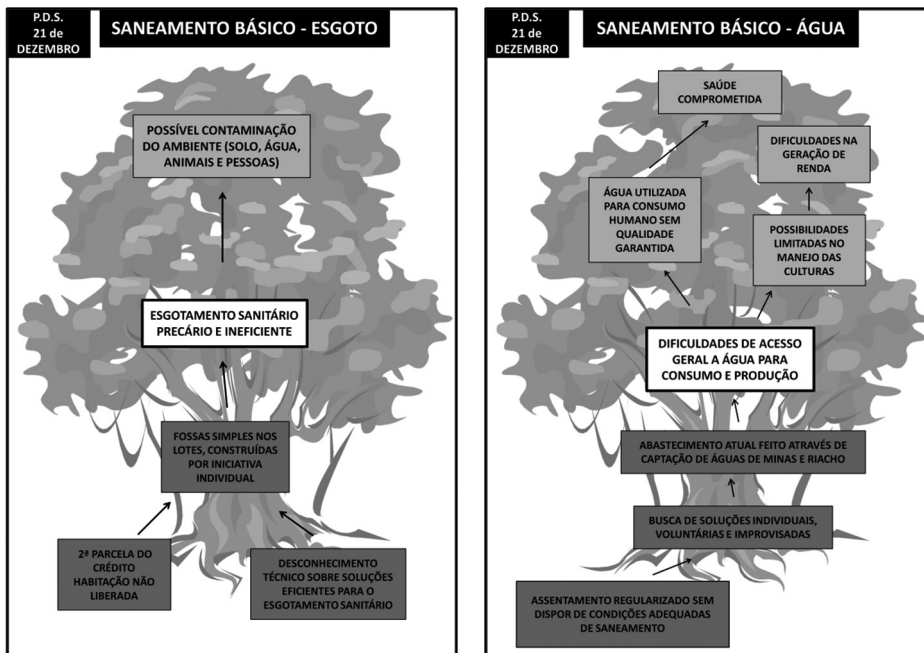 P.D.S.
21 de
DEZEMBRO
SANEAMENTO BÁSICO - ESGOTO
POSSÍVEL CONTAMINAÇÃO
DO AMBIENTE (SOLO, ÁGUA,
ANIMAIS E PESSOAS)
ESGOTAMENTO SANITÁRIO
PRECÁRIO E INEFICIENTE
FOSSAS SIMPLES NOS
LOTES, CONSTRUÍDAS
POR INICIATIVA
INDIVIDUAL
2ª PARCELA DO
CRÉDITO
HABITAÇÃO NÃO
LIBERADA
DESCONHECIMENTO
TÉCNICO SOBRE SOLUÇÕES
EFICIENTES PARA O
ESGOTAMENTO SANITÁRIO
P.D.S.
21 de
DEZEMBRO
SANEAMENTO BÁSICO - ÁGUA
SAÚDE
COMPROMETIDA
DIFICULDADES NA
GERAÇÃO DE
RENDA
ÁGUA UTILIZADA
PARA CONSUMO
HUMANO SEM
QUALIDADE
GARANTIDA
POSSIBILIDADES
LIMITADAS NO
MANEJO DAS
CULTURAS
DIFICULDADES DE ACESSO
GERAL A ÁGUA PARA
CONSUMO E PRODUÇÃO
ABASTECIMENTO ATUAL FEITO ATRAVÉS DE
CAPTAÇÃO DE ÁGUAS DE MINAS E RIACHO
BUSCA DE SOLUÇÕES INDIVIDUAIS,
VOLUNTÁRIAS E IMPROVISADAS
ASSENTAMENTO REGULARIZADO SEM
DISPOR DE CONDIÇÕES ADEQUADAS
DE SANEAMENTO